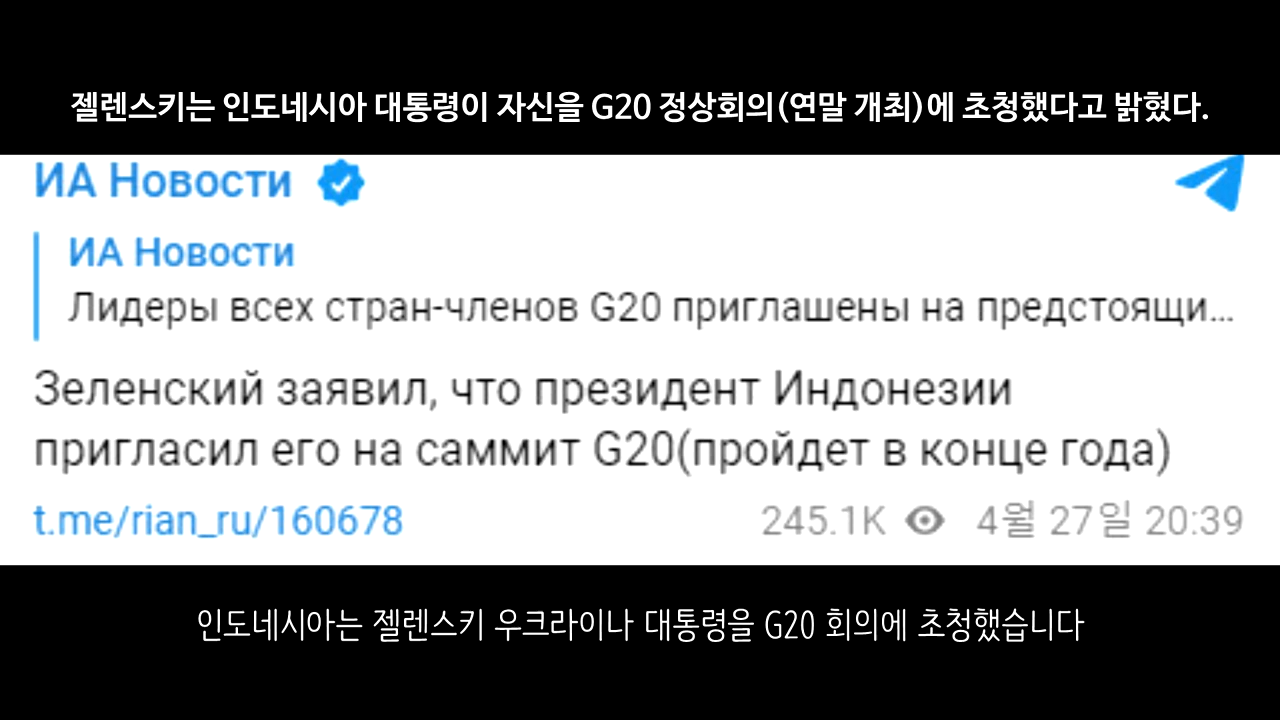 젤렌스키는 인도네시아 대통령이 자신을 G20 정상회의(연말 개최)에 초청했다고 밝혔다.
ИА Новости
ИА Новости
Лидеры всех стран-членов G20 приглашены на предстоящи...
Зеленский заявил, что президент Индонезии
пригласил его на саммит G20(пройдет в конце года)
t.me/rian_ru/160678 245.1K 4월 27일 20:39
인도네시아는 젤렌스키 우크라이나 대통령을 G20 회의에 초청했습니다